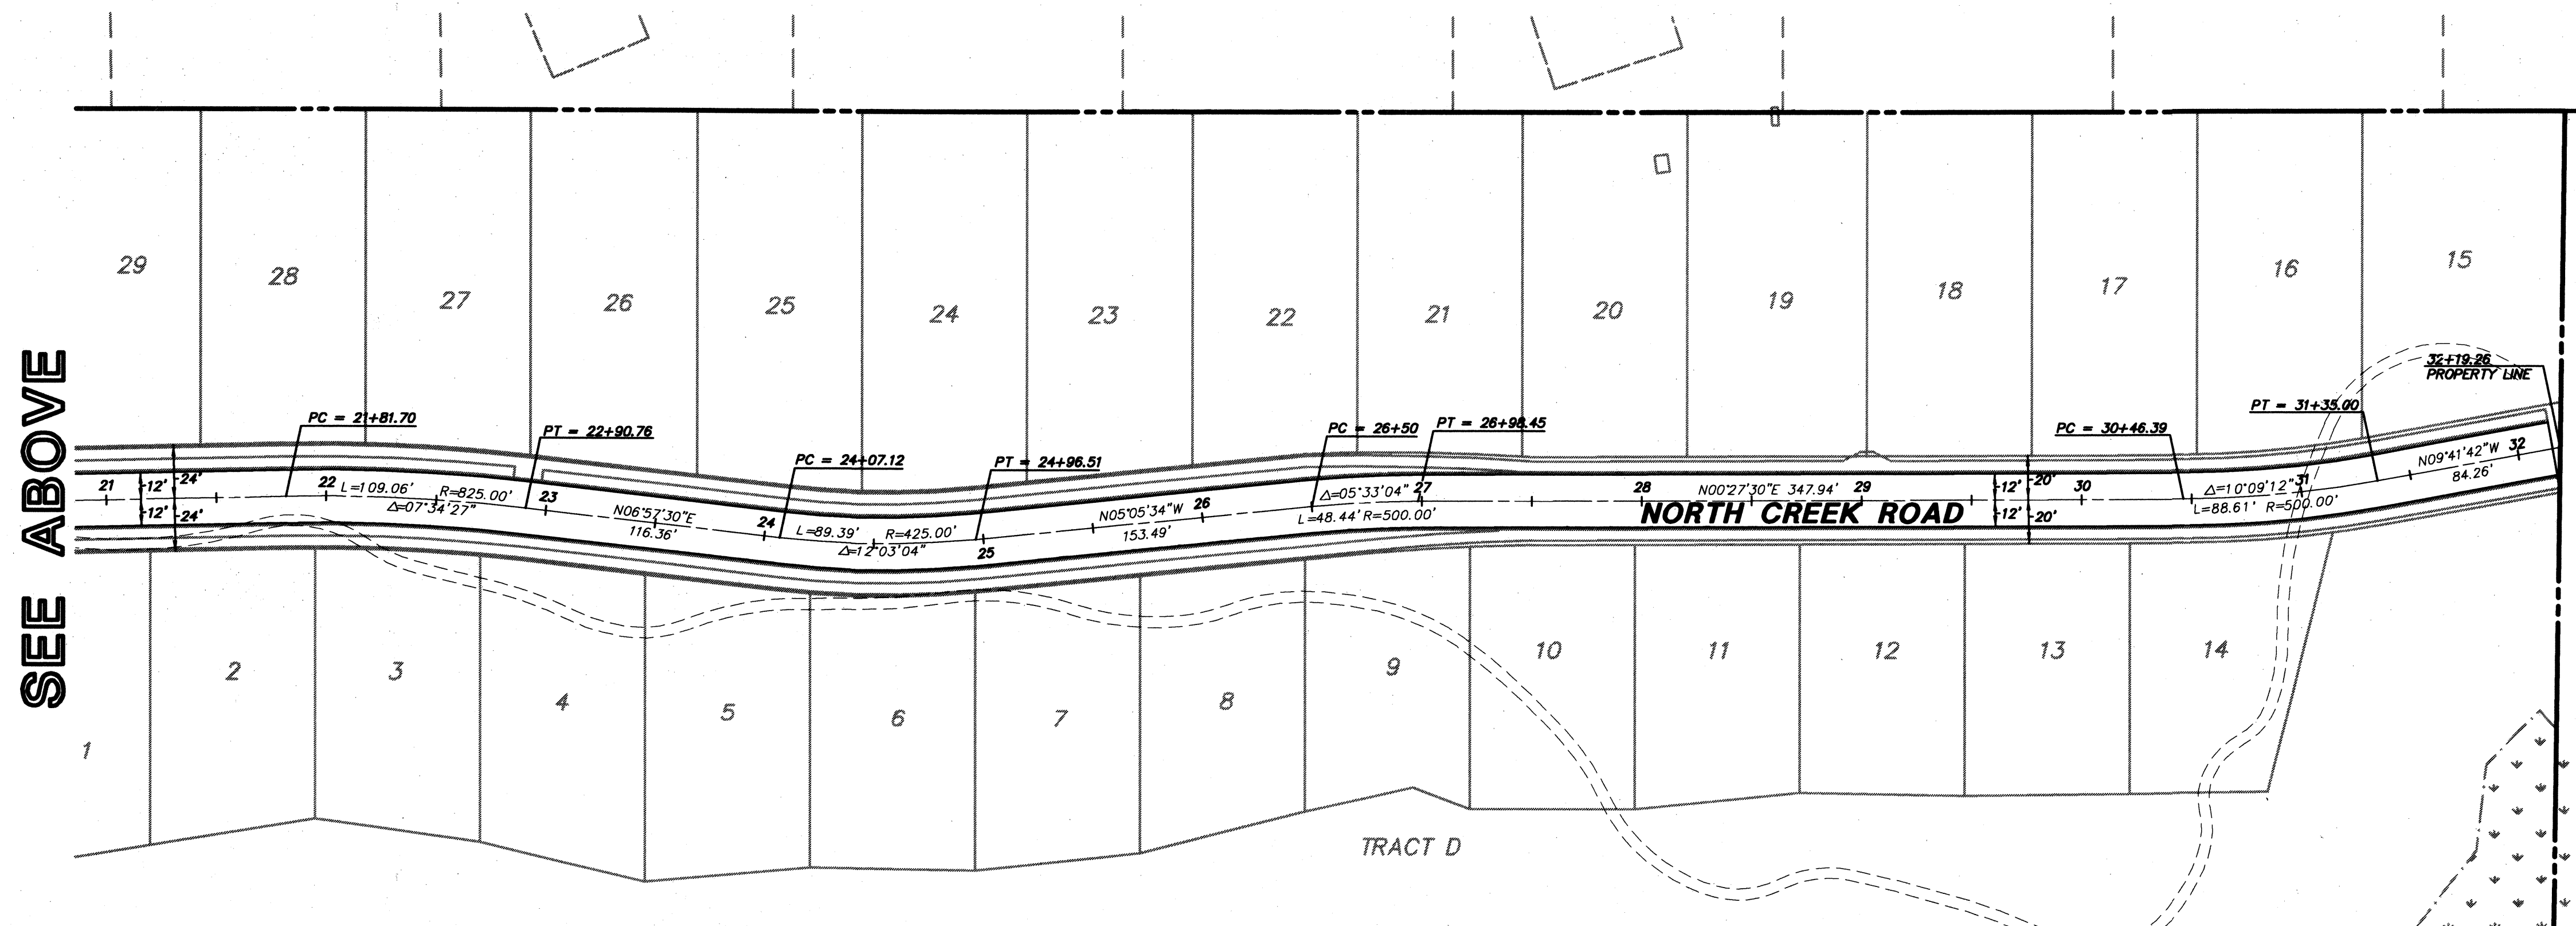 SEE ABOVE
29
28
27
26
25
24
23
22
21
20
19
18
17
16
15
32+19.26
PROPERTY LINE
PC = 21+81.70
PT = 22+90.76
PC = 24+07.12
PT = 24+96.51
PC = 26+50
PT = 26+98.45
PC = 30+46.39
PT = 31+35.00
21
12'
24'
12'
24'
22
L=109.06' R=825.00'
Δ=07°34'27"
23
N06°57'30"E
116.36'
24
L=89.39' R=425.00'
Δ=12°03'04"
25
N05°05'34"W
153.49'
26
Δ=05°33'04"
L=48.44' R=500.00'
27
28
N00°27'30"E 347.94'
29
NORTH CREEK ROAD
12'
20'
12'
20'
30
Δ=10°09'12"
31
L=88.61' R=500.00'
N09°41'42"W
84.26'
32
1
2
3
4
5
6
7
8
9
10
11
12
13
14
TRACT D